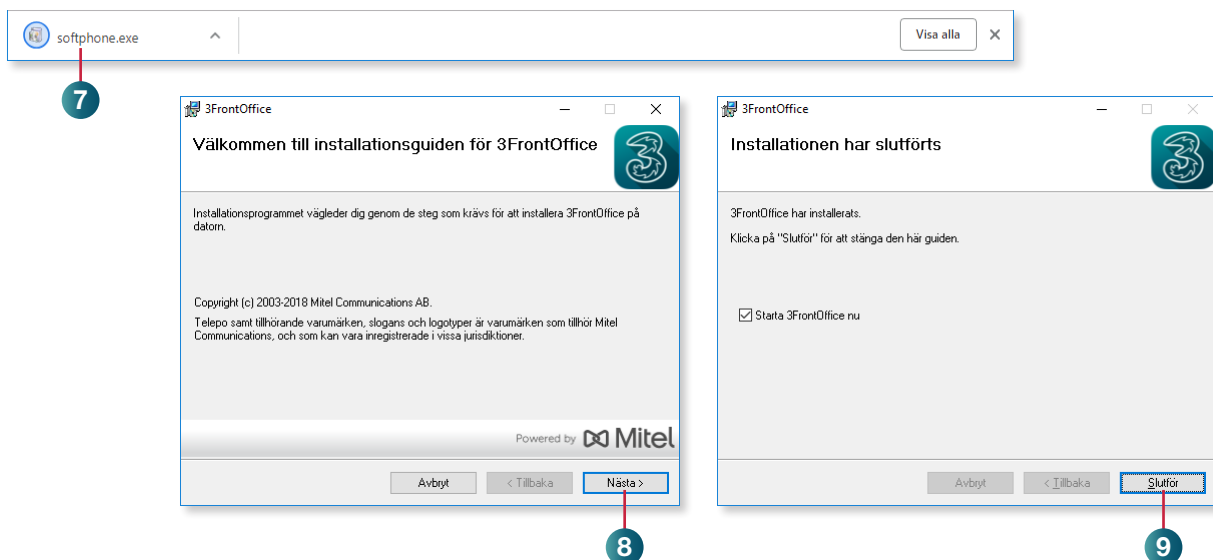 softphone.exe
Visa alla
7
3FrontOffice
Välkommen till installationsguiden för 3FrontOffice
Installationsprogrammet vägleder dig genom de steg som krävs för att installera 3FrontOffice på
datorn.
Copyright (c) 2003-2018 Mitel Communications AB.
Telepo samt tillhörande varumärken, slogans och logotyper är varumärken som tillhör Mitel
Communications, och som kan vara inregistrerade i vissa jurisdiktioner.
Powered by Mitel
Avbryt < Tillbaka Nästa >
8
3FrontOffice
Installationen har slutförts
3
3FrontOffice har installerats.
Klicka på "Slutför" för att stänga den här guiden.
Starta 3FrontOffice nu
Avbryt < Tillbaka Slutför
9